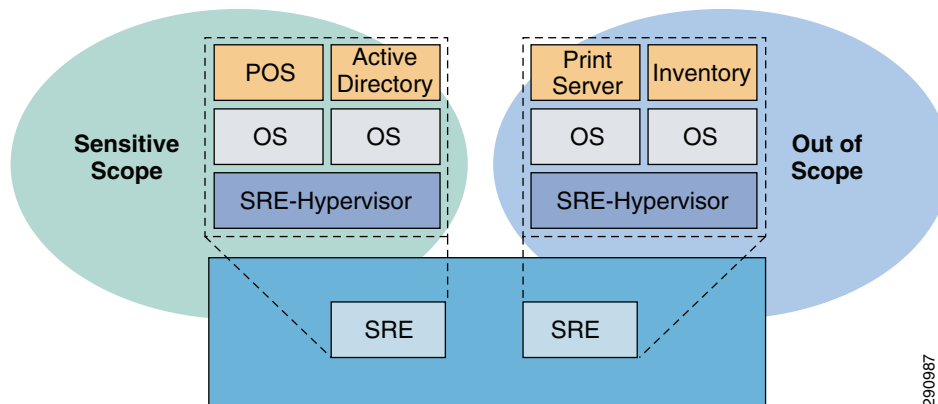 POS
Active
Directory
Print
Server
Inventory
Sensitive
Scope
OS
OS
OS
OS
Out of
Scope
SRE-Hypervisor
SRE-Hypervisor
SRE
SRE
290987